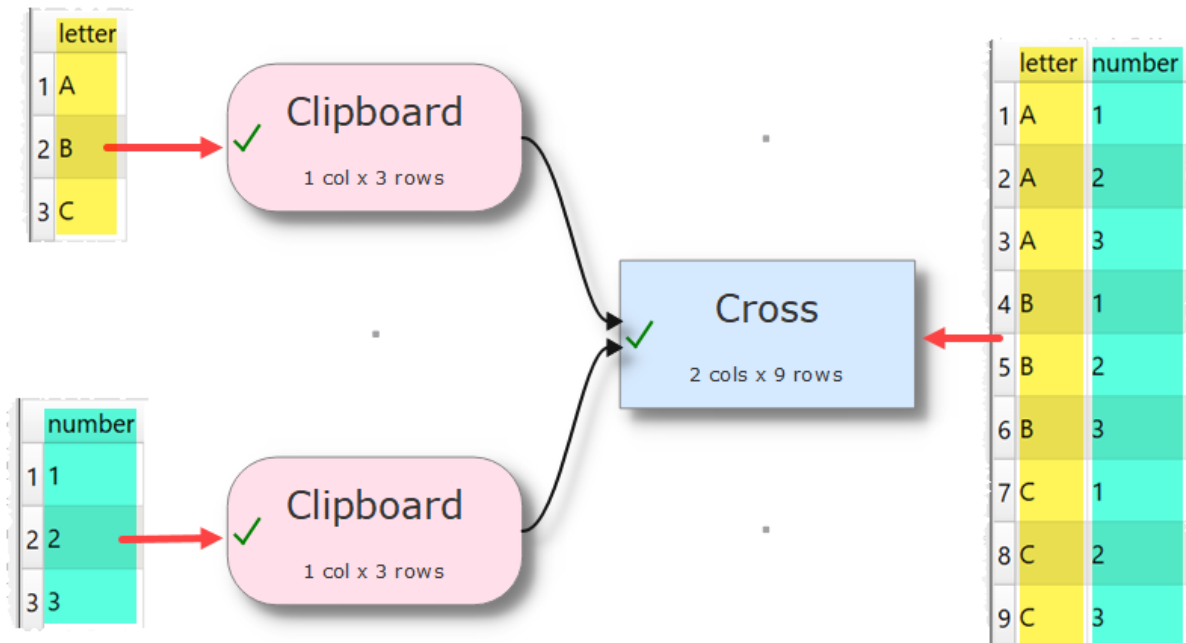 letter
1 A
2 B
3 C
Clipboard
1 col x 3 rows
number
1 1
2 2
3 3
Clipboard
1 col x 3 rows
Cross
2 cols x 9 rows
letter number
1 A 1
2 A 2
3 A 3
4 B 1
5 B 2
6 B 3
7 C 1
8 C 2
9 C 3